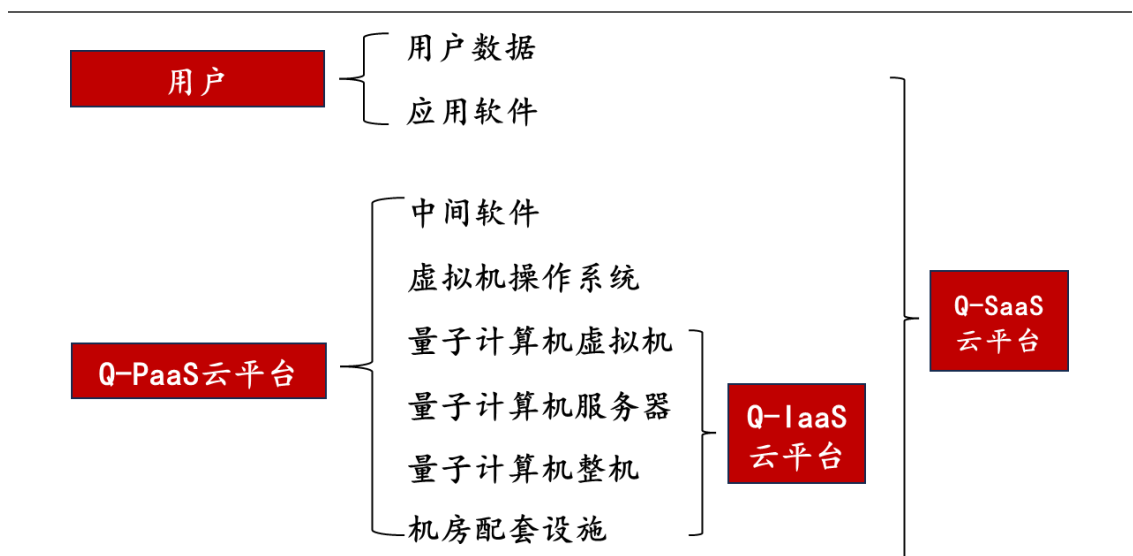 用户
用户数据
应用软件
Q-PaaS云平台
中间软件
虚拟机操作系统
量子计算机虚拟机
量子计算机服务器
量子计算机整机
机房配套设施
Q-IaaS
云平台
Q-SaaS
云平台